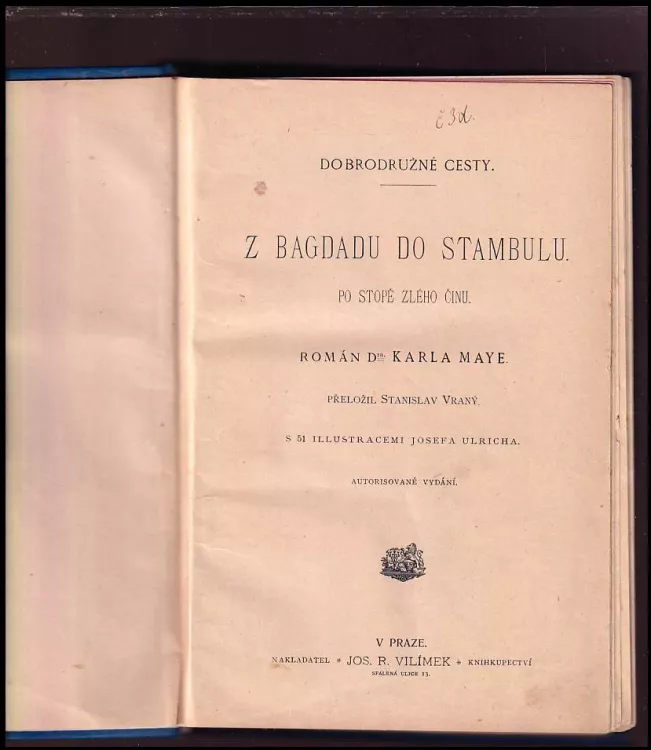 č 3d.
DOBRODRUŽNÉ CESTY.
Z BAGDADU DO STAMBULU.
PO STOPĚ ZLÉHO ČINU.
ROMÁN Dra: KARLA MAYE.
PŘELOŽIL STANISLAV VRANÝ.
S 51 ILLUSTRACEMI JOSEFA ULRICHA.
AUTORISOVANÉ VYDÁNÍ.
V PRAZE.
NAKLADATEL * JOS. R. VILÍMEK * KNIHKUPECTVÍ
SPÁLENÁ ULICE 13.